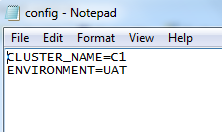 config - Notepad
File Edit Format View Help
CLUSTER_NAME=C1
ENVIRONMENT=UAT